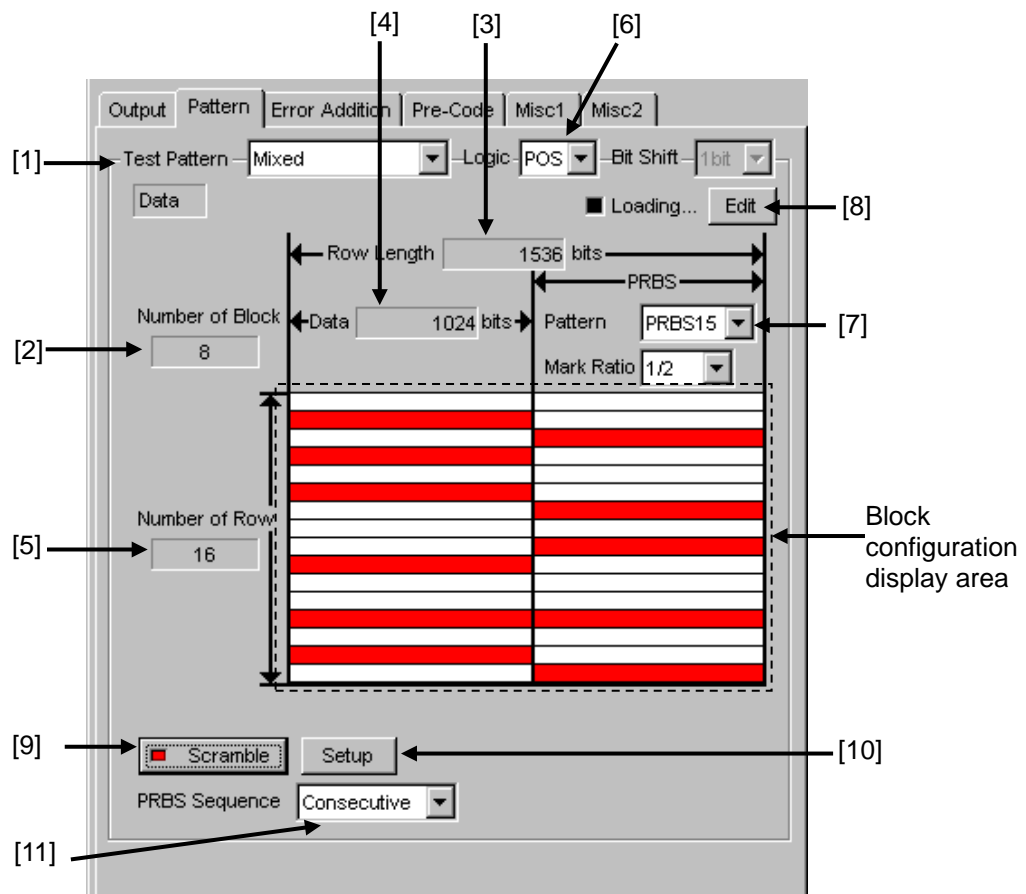 [4] [3] [6]
Output Pattern Error Addition Pre-Code Misc1 Misc2
[1] Test Pattern Mixed Logic POS Bit Shift 1bit
Data Loading... Edit [8]
Row Length 1536 bits
PRBS
Number of Block Data 1024 bits Pattern PRBS15 [7]
[2] 8
Mark Ratio 1/2
Number of Row
[5] 16
Block
configuration
display area
[9] Scramble Setup [10]
PRBS Sequence Consecutive
[11]